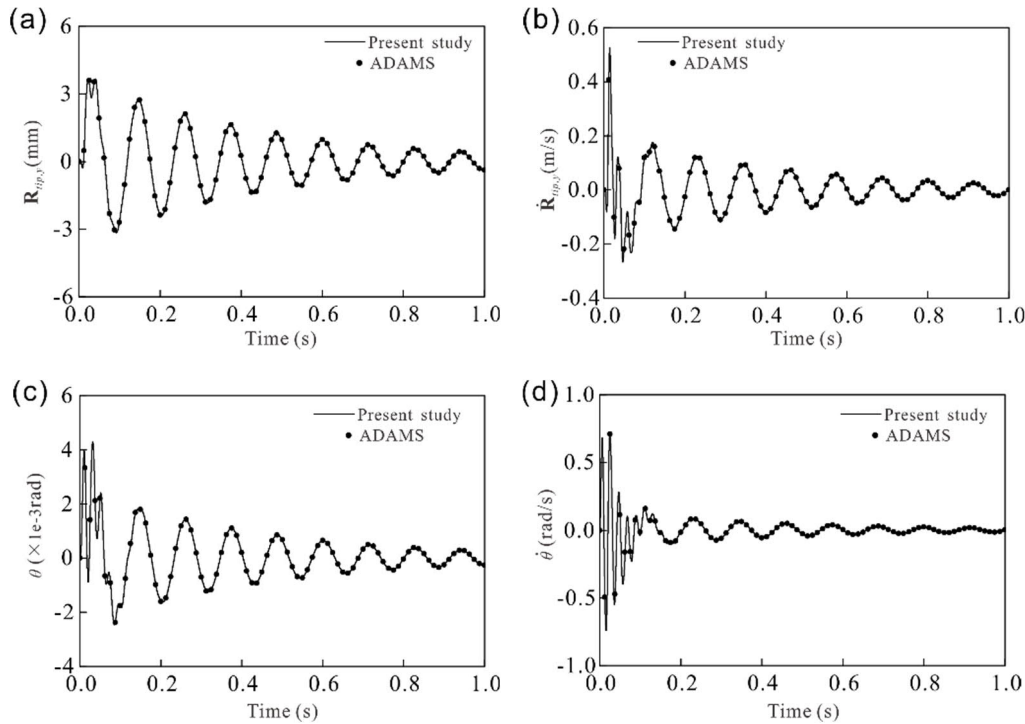 (a)
6
3
0
-3
-6
R_tip,y (mm)
Present study
ADAMS
0.0 0.2 0.4 0.6 0.8 1.0
Time (s)
(b)
0.6
0.4
0.2
0.0
-0.2
-0.4
Ṙ_tip,y (m/s)
Present study
ADAMS
0.0 0.2 0.4 0.6 0.8 1.0
Time (s)
(c)
6
4
2
0
-2
-4
θ (×1e-3rad)
Present study
ADAMS
0.0 0.2 0.4 0.6 0.8 1.0
Time (s)
(d)
1.0
0.5
0.0
-0.5
-1.0
θ̇ (rad/s)
Present study
ADAMS
0.0 0.2 0.4 0.6 0.8 1.0
Time (s)